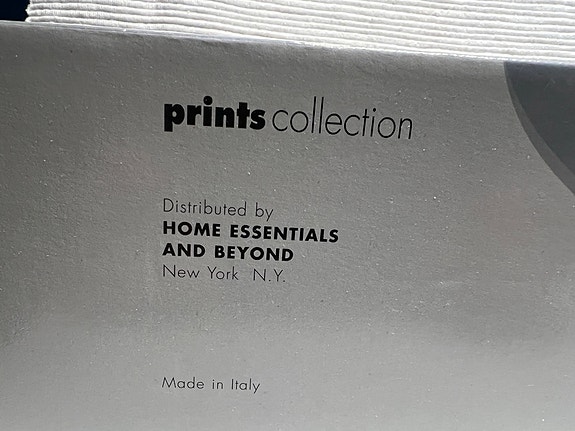 prints collection
Distributed by
HOME ESSENTIALS
AND BEYOND
New York N.Y.
Made in Italy